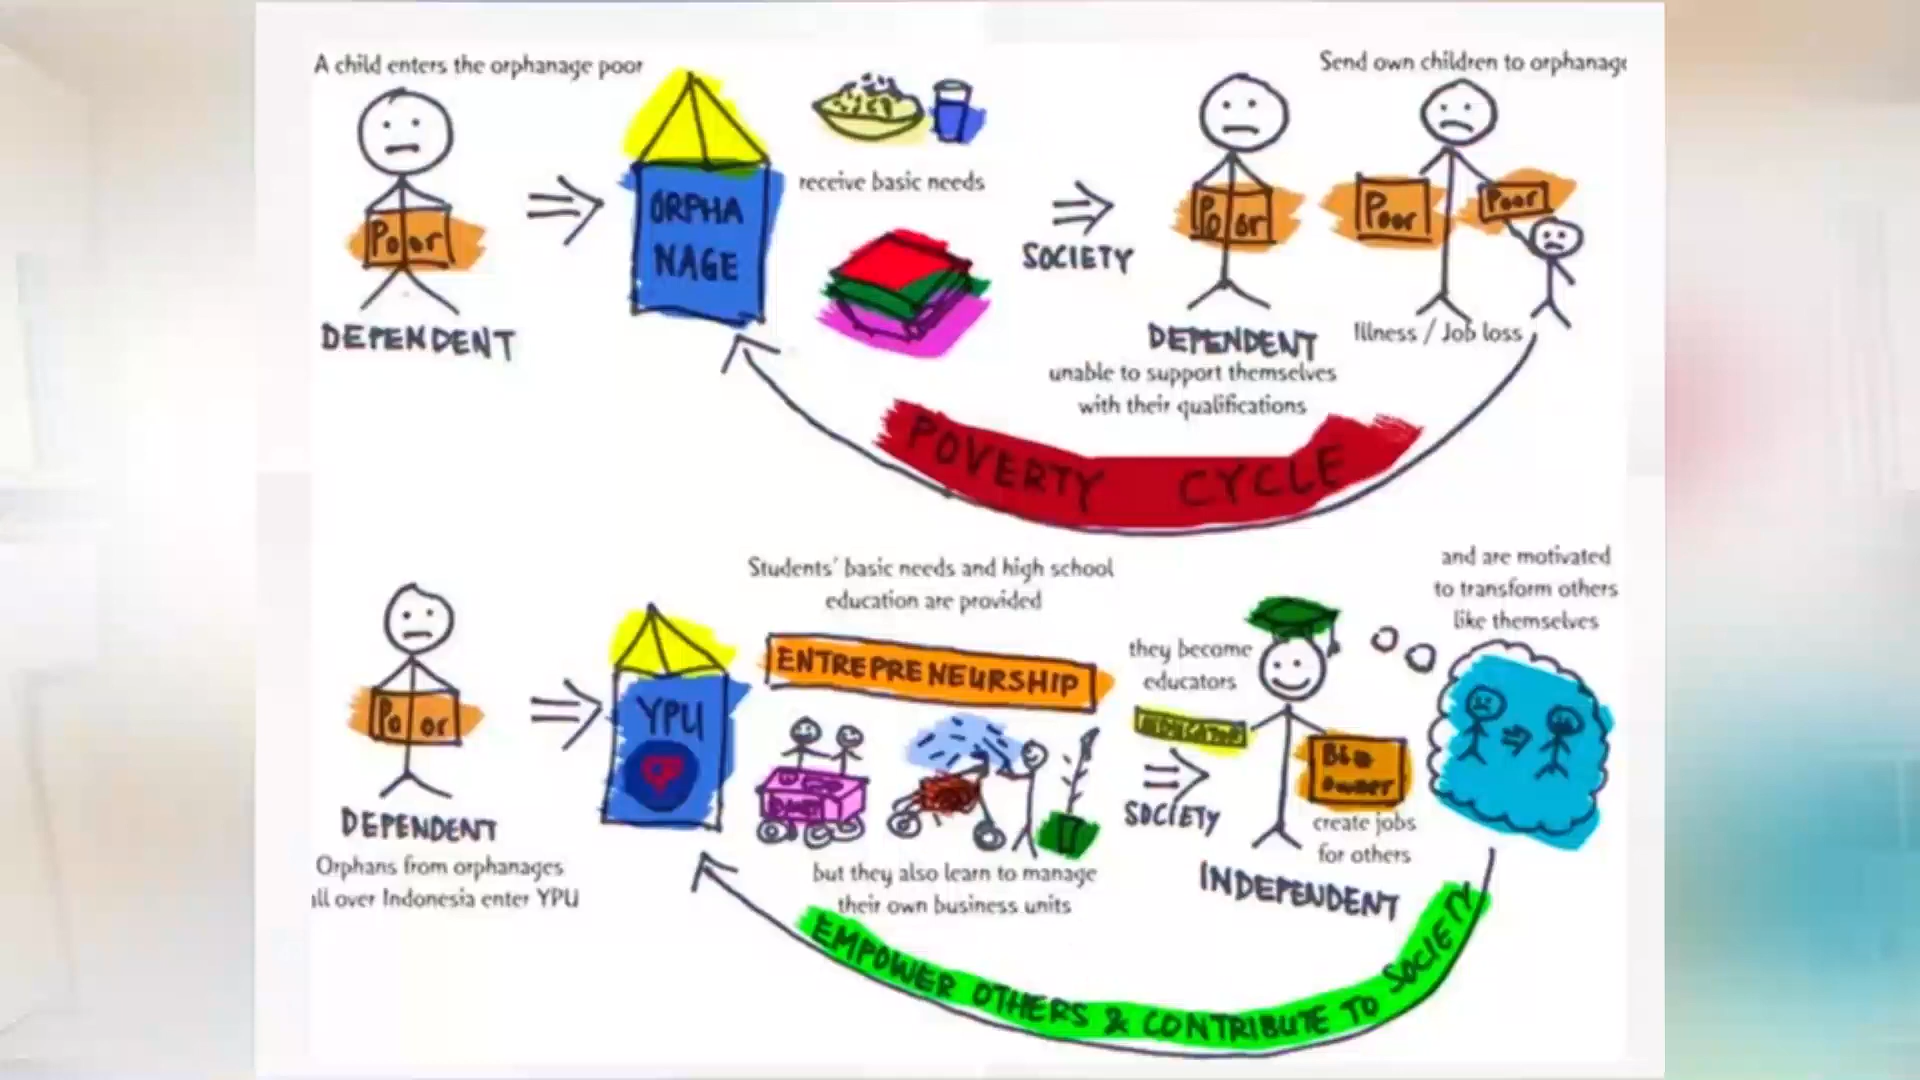 A child enters the orphanage poor
Poor
DEPENDENT
ORPHA
NAGE
receive basic needs
SOCIETY
Poor
DEPENDENT
unable to support themselves
with their qualifications
Send own children to orphanage
Poor
Poor
Illness / Job loss
POVERTY CYCLE
Poor
DEPENDENT
Orphans from orphanages
all over Indonesia enter YPU
YPU
Students' basic needs and high school
education are provided
ENTREPRENEURSHIP
but they also learn to manage
their own business units
SOCIETY
they become
educators
EDUCATOR
Owner
create jobs
for others
INDEPENDENT
and are motivated
to transform others
like themselves
EMPOWER OTHERS & CONTRIBUTE TO SOCIETY